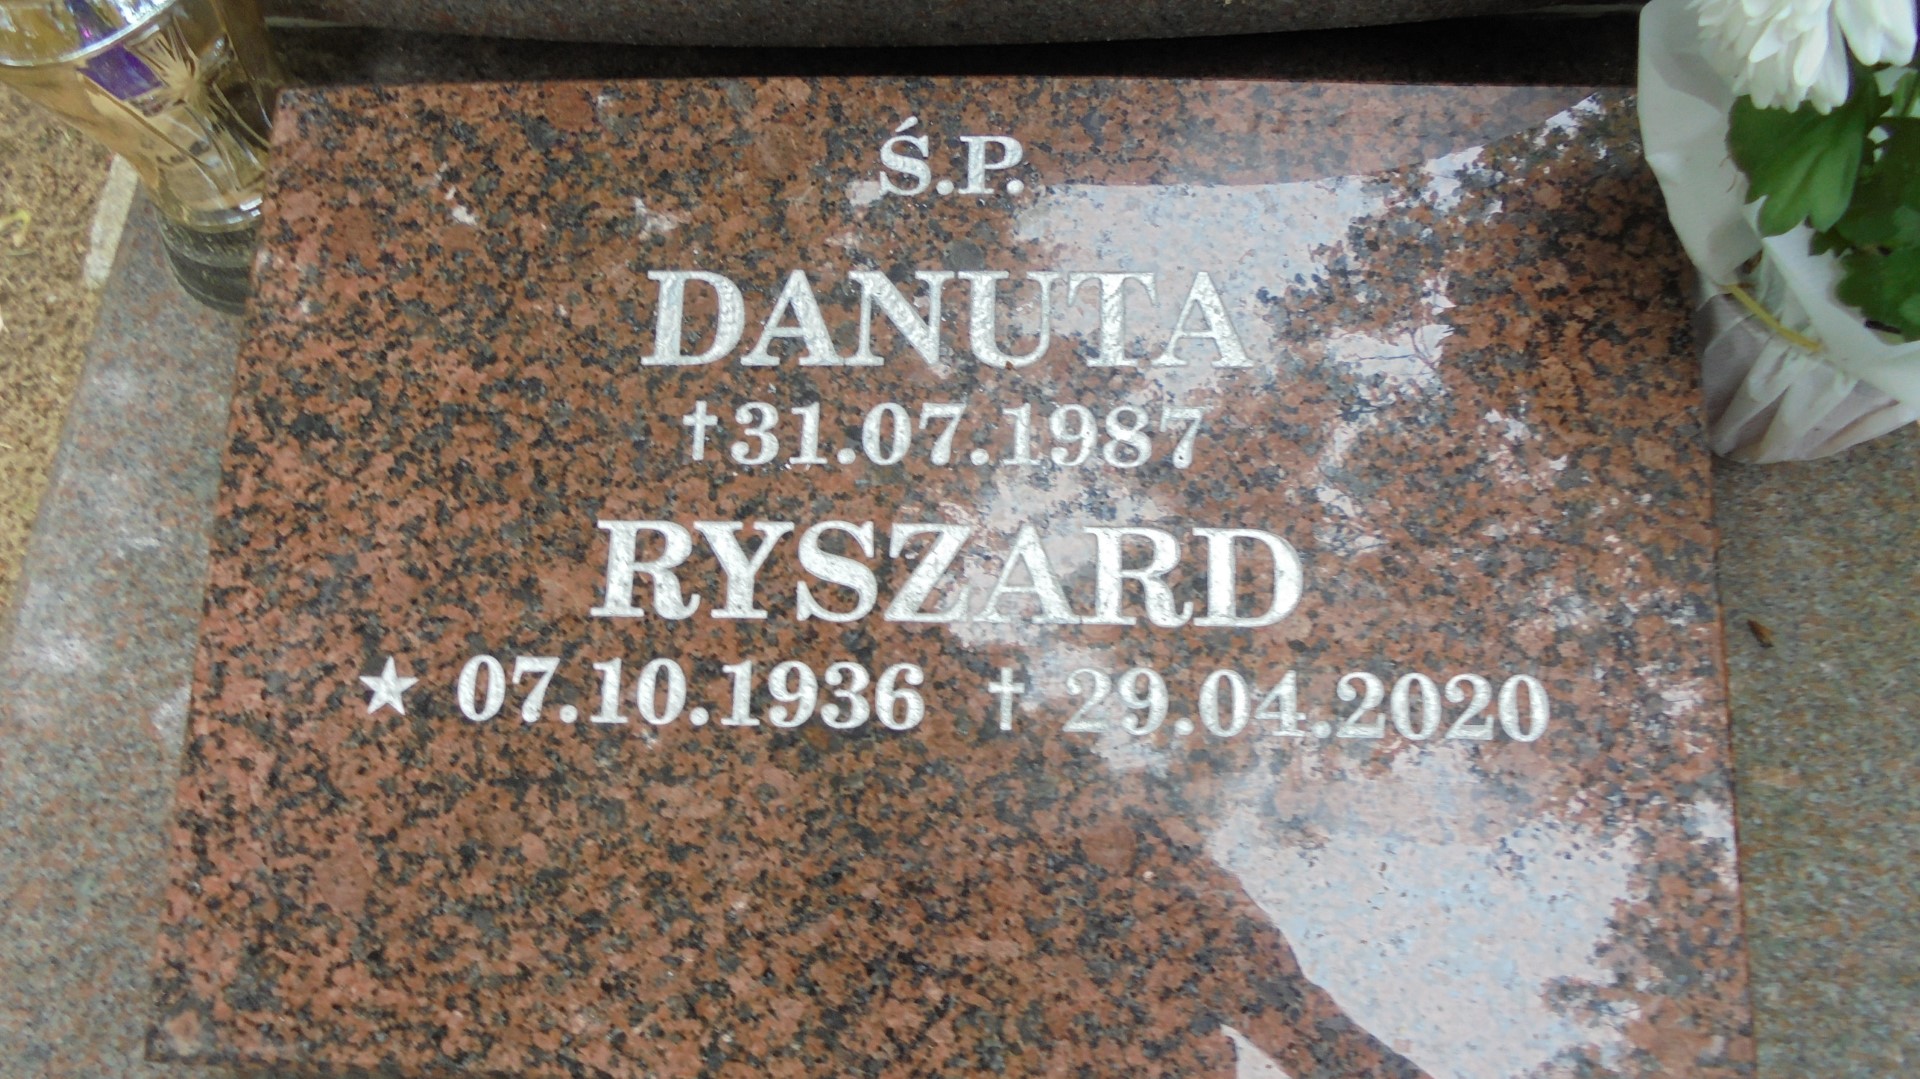 Ś.P.
DANUTA
†31.07.1987
RYSZARD
★ 07.10.1936 † 29.04.2020